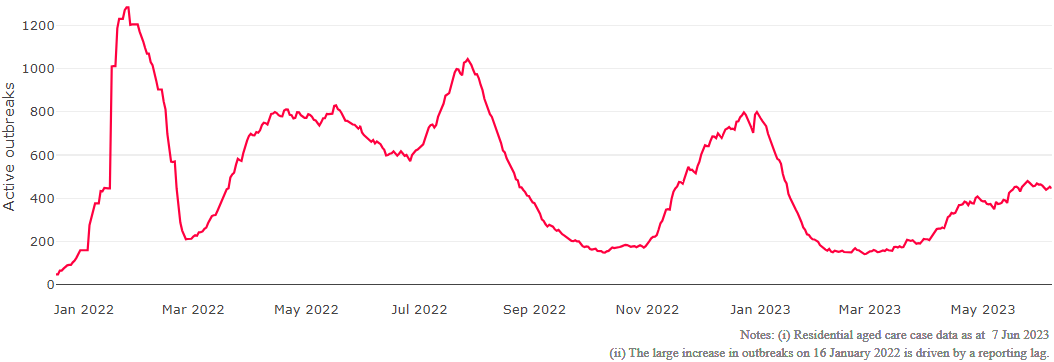 Active outbreaks
1200
1000
800
600
400
200
0
Jan 2022 Mar 2022 May 2022 Jul 2022 Sep 2022 Nov 2022 Jan 2023 Mar 2023 May 2023
Notes: (i) Residential aged care case data as at 7 Jun 2023
(ii) The large increase in outbreaks on 16 January 2022 is driven by a reporting lag.